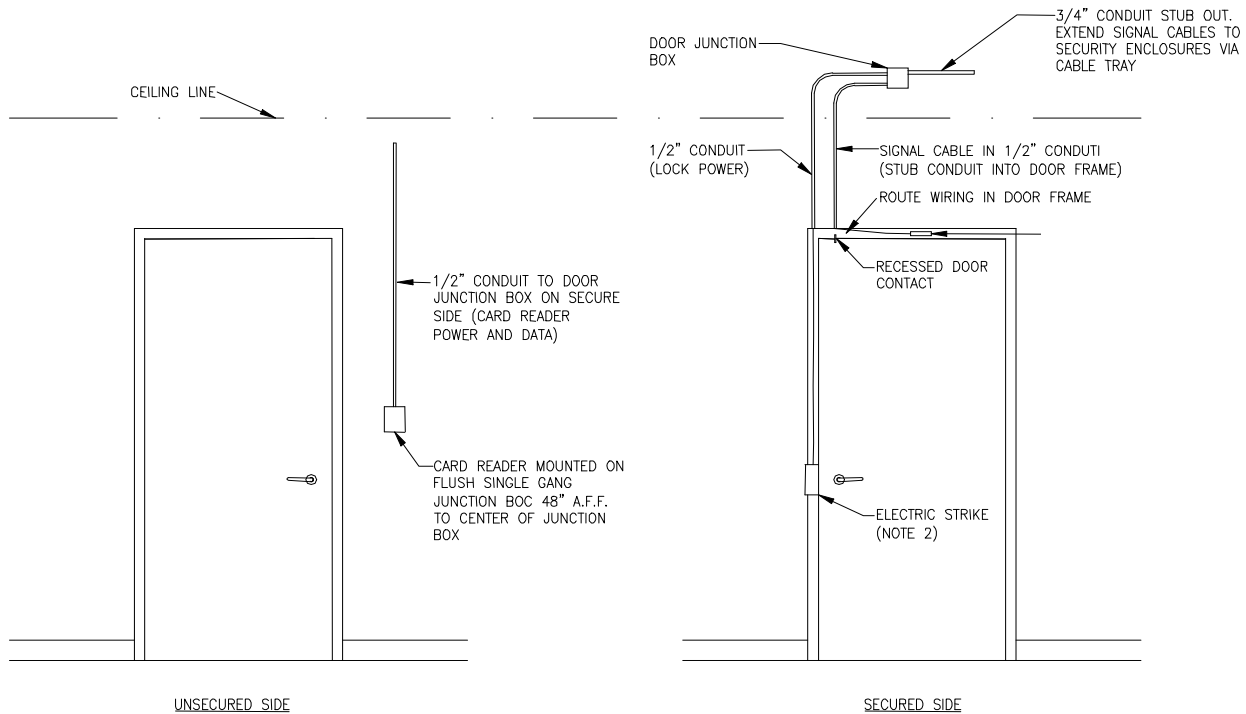 CEILING LINE
1/2" CONDUIT TO DOOR
JUNCTION BOX ON SECURE
SIDE (CARD READER
POWER AND DATA)
CARD READER MOUNTED ON
FLUSH SINGLE GANG
JUNCTION BOC 48" A.F.F.
TO CENTER OF JUNCTION
BOX
UNSECURED SIDE
DOOR JUNCTION
BOX
3/4" CONDUIT STUB OUT.
EXTEND SIGNAL CABLES TO
SECURITY ENCLOSURES VIA
CABLE TRAY
1/2" CONDUIT
(LOCK POWER)
SIGNAL CABLE IN 1/2" CONDUTI
(STUB CONDUIT INTO DOOR FRAME)
ROUTE WIRING IN DOOR FRAME
RECESSED DOOR
CONTACT
ELECTRIC STRIKE
(NOTE 2)
SECURED SIDE